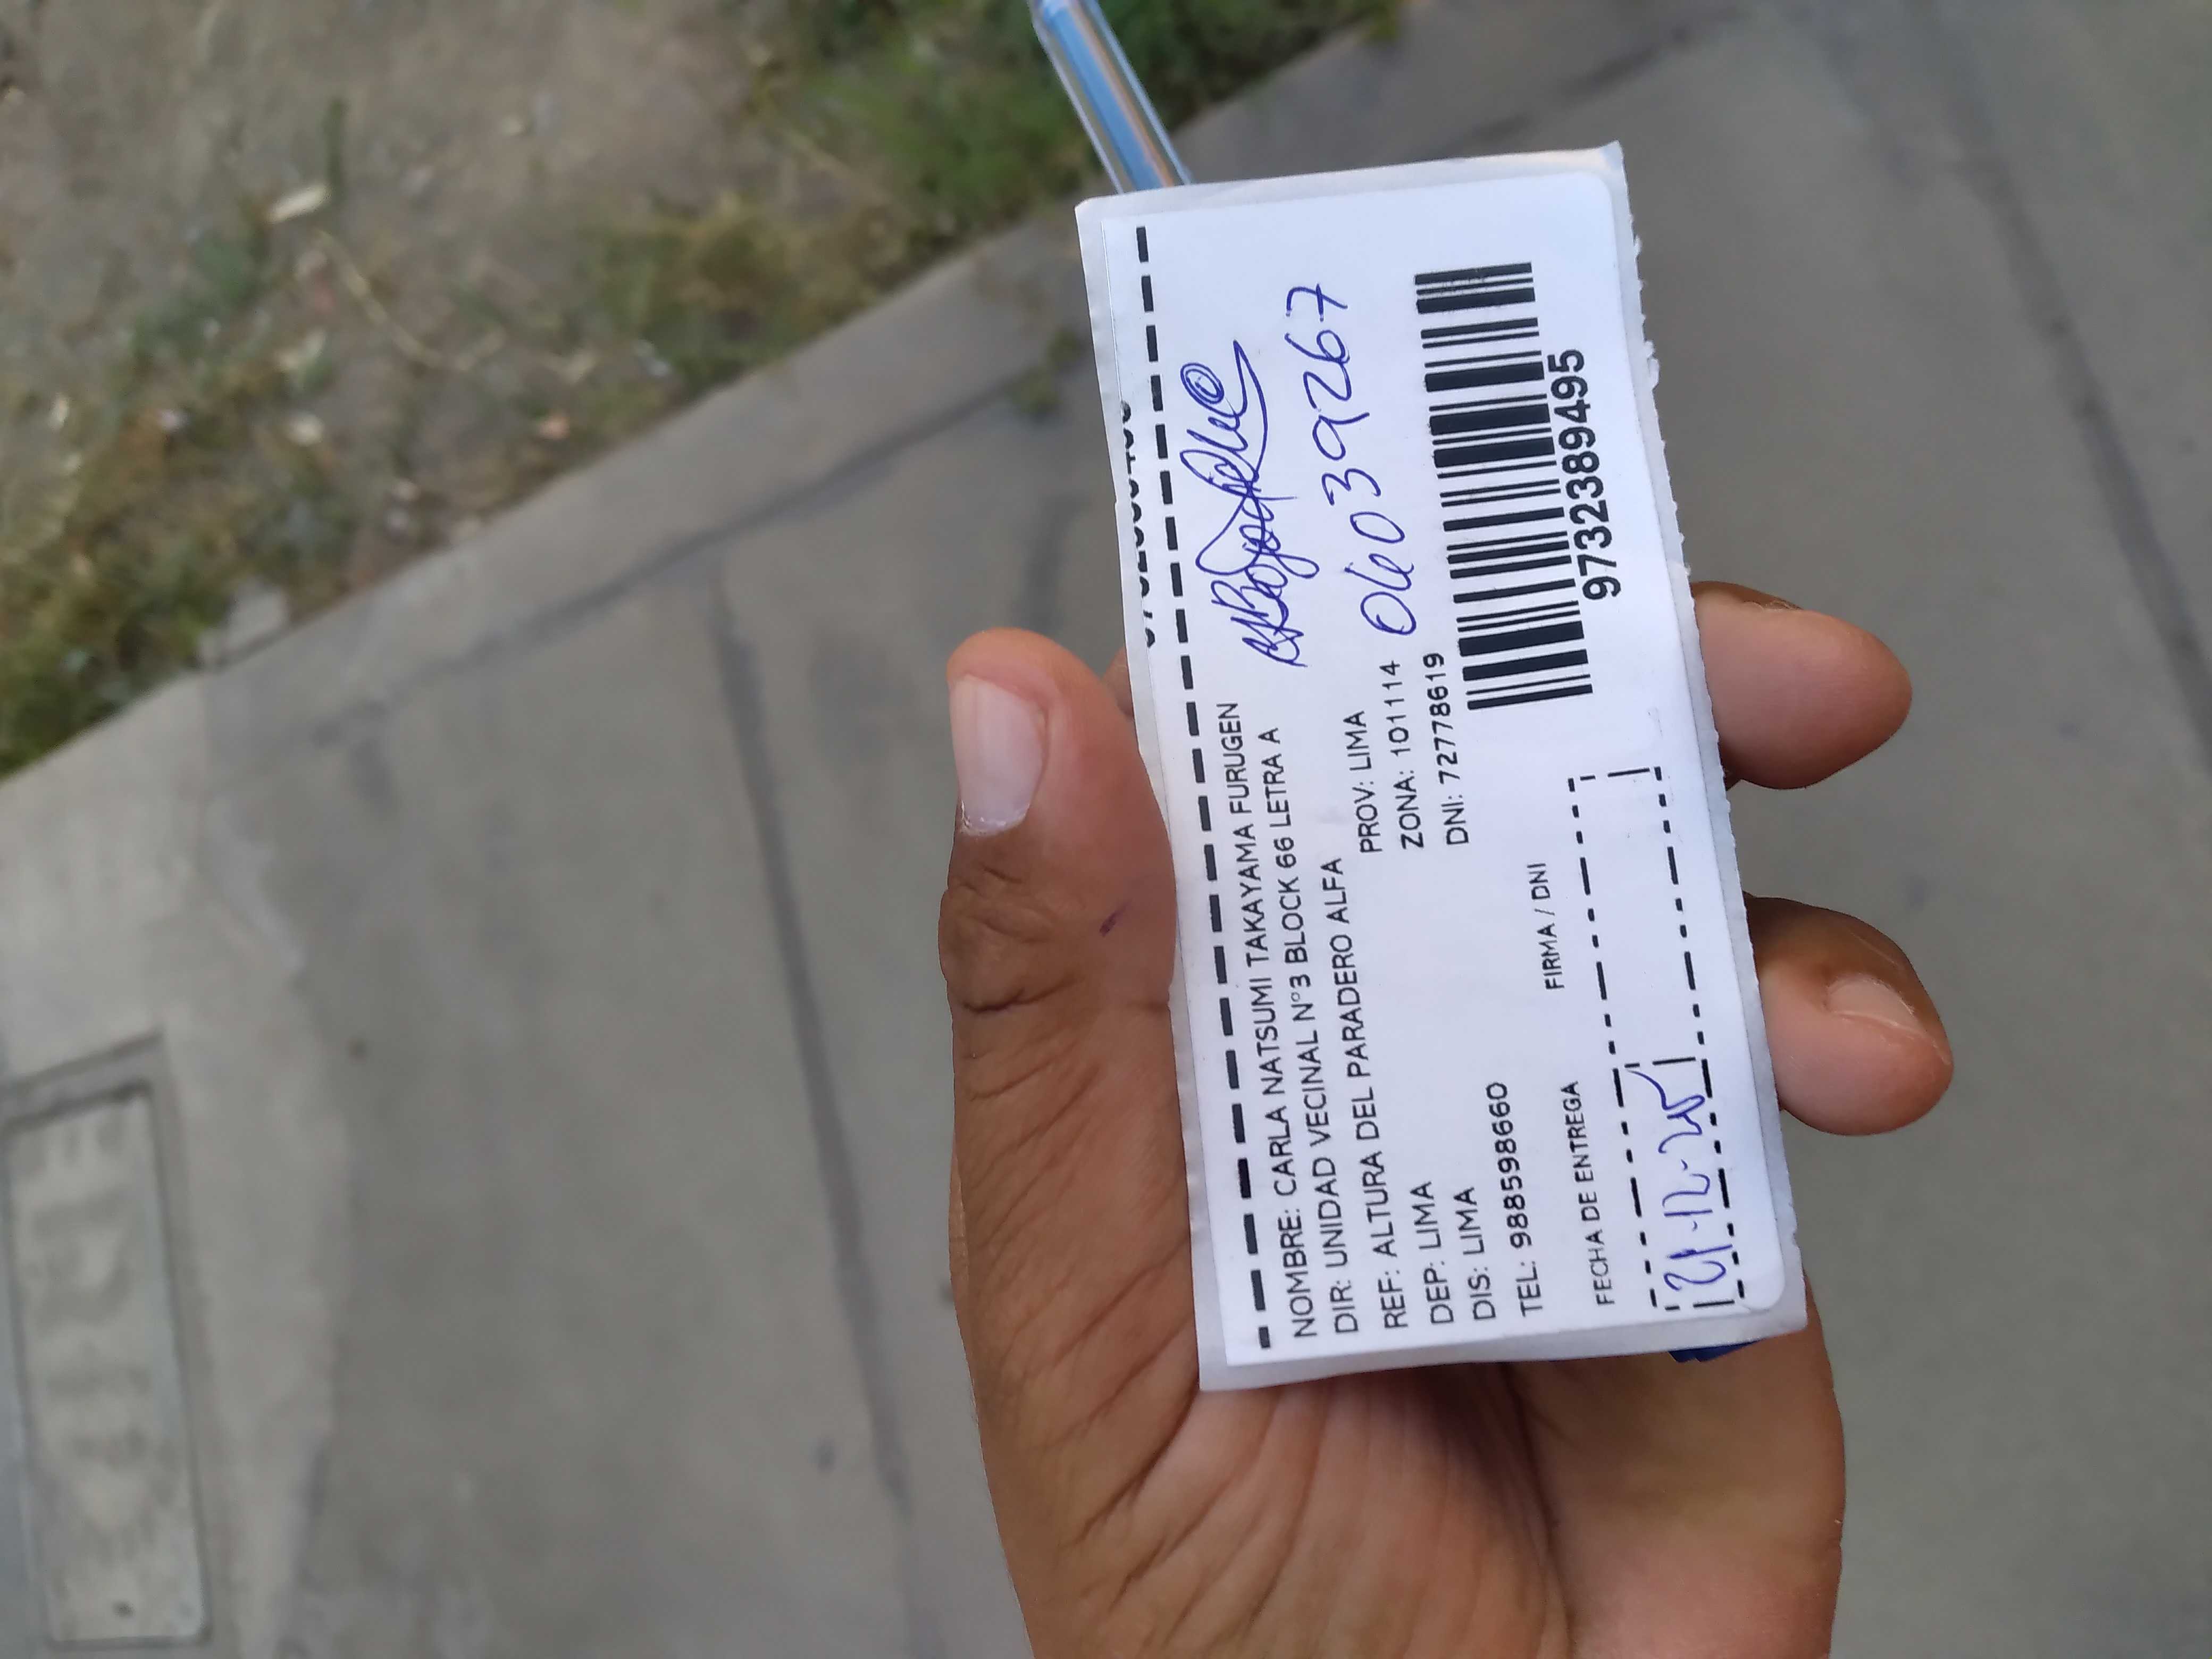 NOMBRE: CARLA NATSUMI TAKAYAMA FURUGEN
DIR: UNIDAD VECINAL N°3 BLOCK 66 LETRA A
REF: ALTURA DEL PARADERO ALFA
DEP: LIMA PROV: LIMA
DIS: LIMA ZONA: 101114
TEL: 988598660 DNI: 72778619
06039267
FECHA DE ENTREGA FIRMA / DNI
21-12-25
9732389495